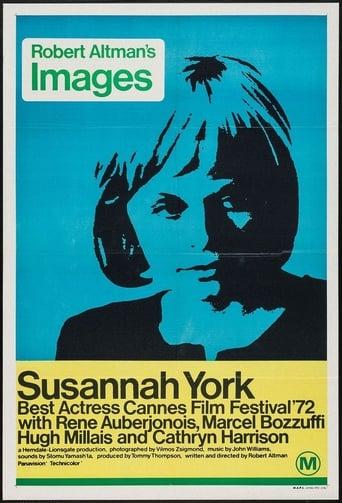 Robert Altman's
Images
Susannah York
Best Actress Cannes Film Festival '72
with Rene Auberjonois, Marcel Bozzuffi
Hugh Millais and Cathryn Harrison
a Hemdale-Lionsgate production, photographed by Vilmos Zsigmond, music by John Williams,
sounds by Stomu Yamash'ta, produced by Tommy Thompson, written and directed by Robert Altman
Panavision® Technicolor®
M